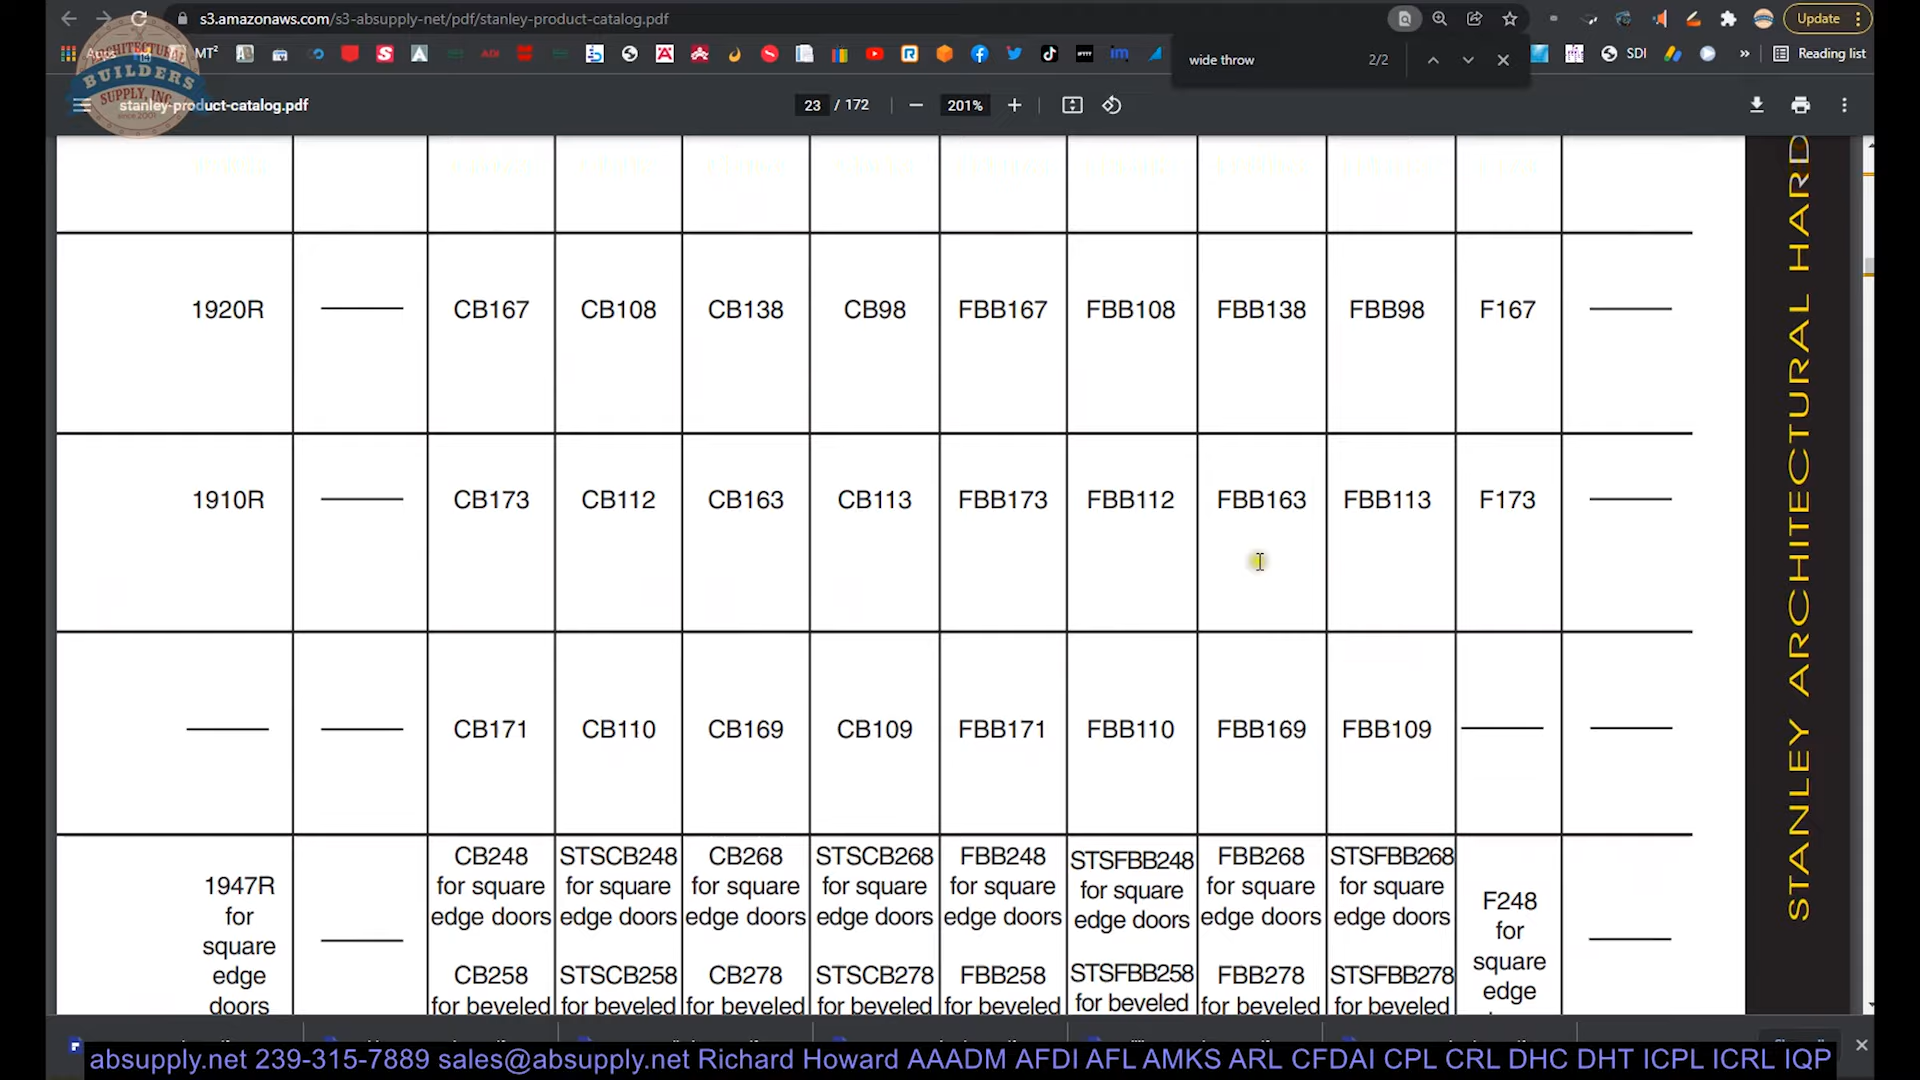 s3.amazonaws.com/s3-absupply-net/pdf/stanley-product-catalog.pdf
Update
MT²
SDI
»
Reading list
wide throw
2/2
ARCHITECTURAL
BUILDERS
SUPPLY, INC
since 2001
stanley-product-catalog.pdf
23 / 172
201%
1920R
CB167
CB108
CB138
CB98
FBB167
FBB108
FBB138
FBB98
F167
1910R
CB173
CB112
CB163
CB113
FBB173
FBB112
FBB163
FBB113
F173
CB171
CB110
CB169
CB109
FBB171
FBB110
FBB169
FBB109
1947R
for
square
edge
doors
CB248
for square
edge doors
CB258
for beveled
STSCB248
for square
edge doors
STSCB258
for beveled
CB268
for square
edge doors
CB278
for beveled
STSCB268
for square
edge doors
STSCB278
for beveled
FBB248
for square
edge doors
FBB258
for beveled
STSFBB248
for square
edge doors
STSFBB258
for beveled
FBB268
for square
edge doors
FBB278
for beveled
STSFBB268
for square
edge doors
STSFBB278
for beveled
F248
for
square
edge
STANLEY ARCHITECTURAL HARD
absupply.net 239-315-7889 sales@absupply.net Richard Howard AAADM AFDI AFL AMKS ARL CFDAI CPL CRL DHC DHT ICPL ICRL IQP